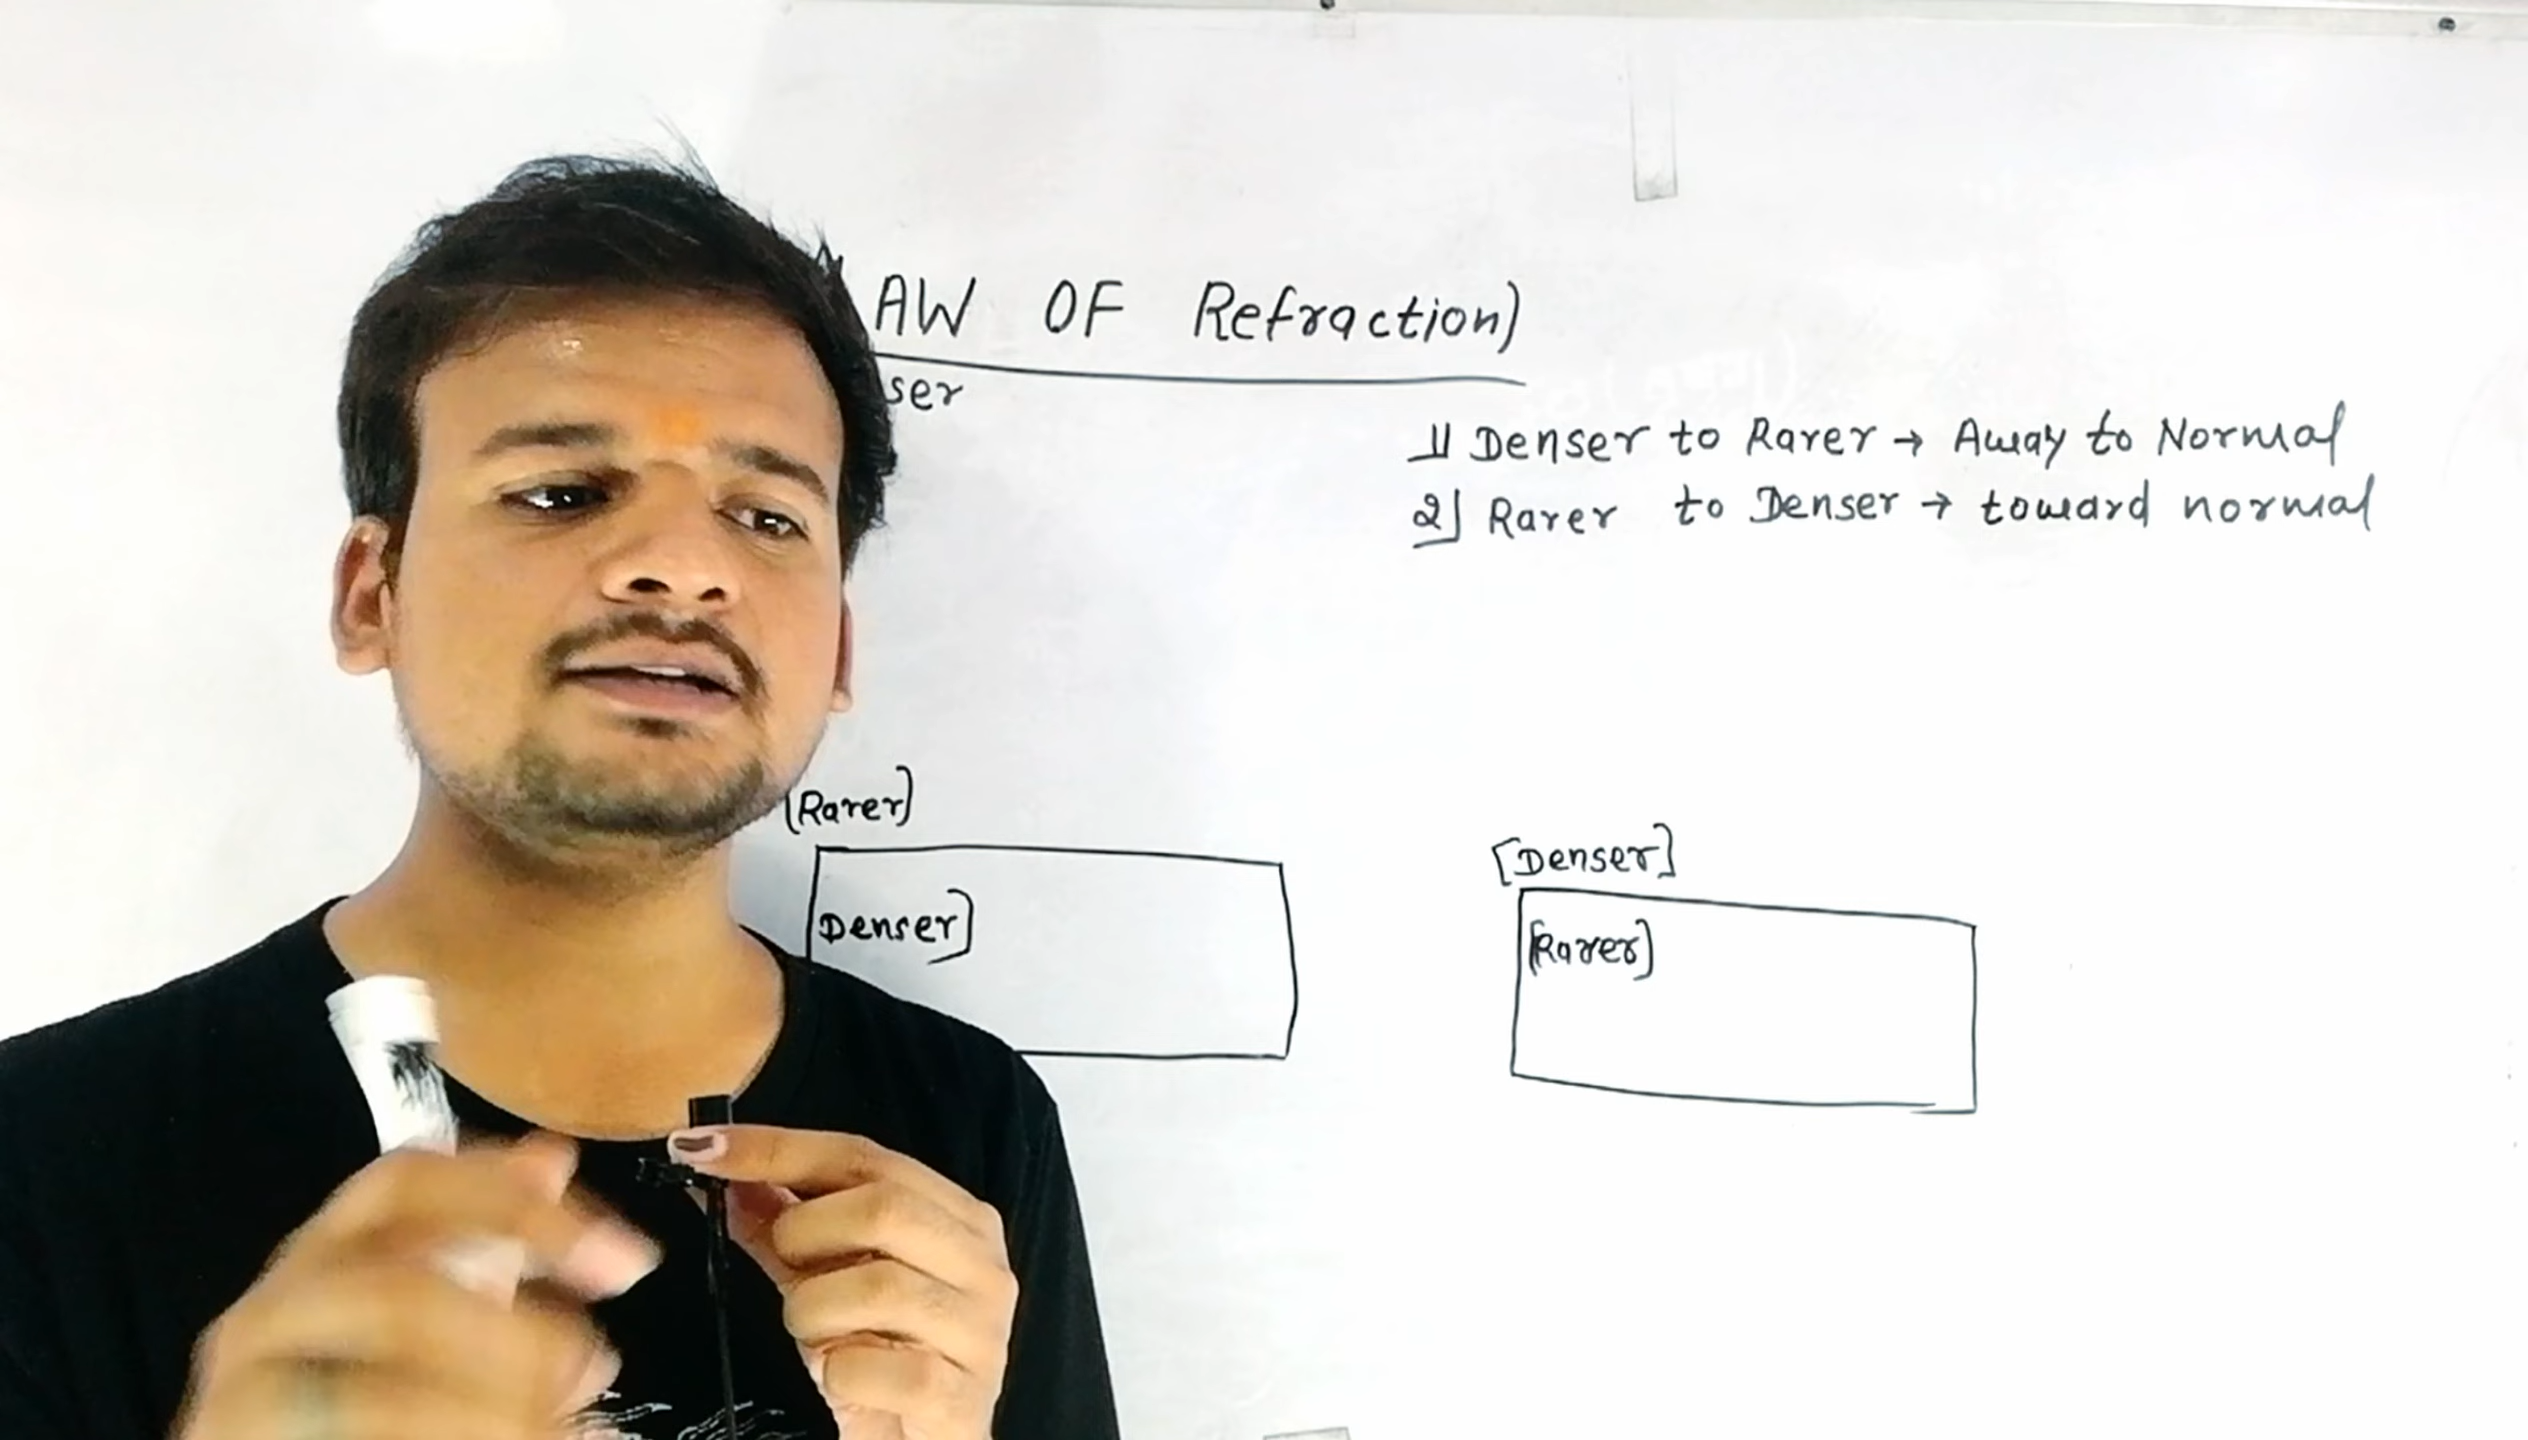 AW OF Refraction)
ser
1] Denser to Rarer → Away to Normal
2] Rarer to Denser → toward normal
[Rarer]
Denser]
[Denser]
[Rarer]